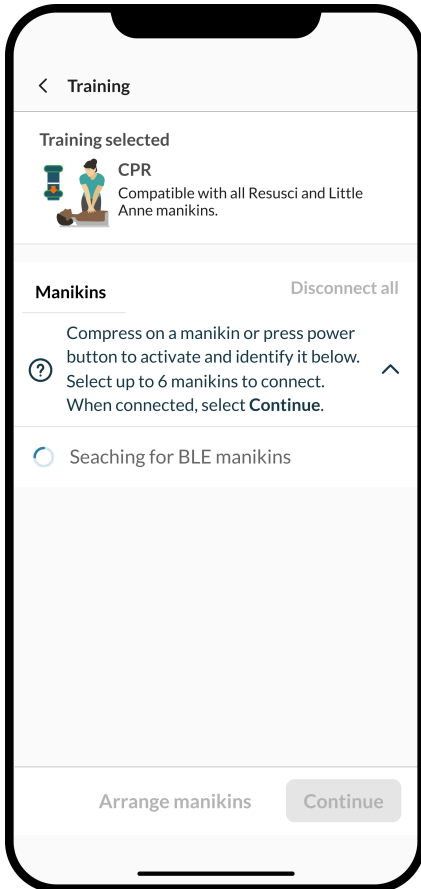 Training
Training selected
CPR
Compatible with all Resusci and Little
Anne manikins.
Manikins
Disconnect all
Compress on a manikin or press power
button to activate and identify it below.
Select up to 6 manikins to connect.
When connected, select Continue.
Seaching for BLE manikins
Arrange manikins
Continue